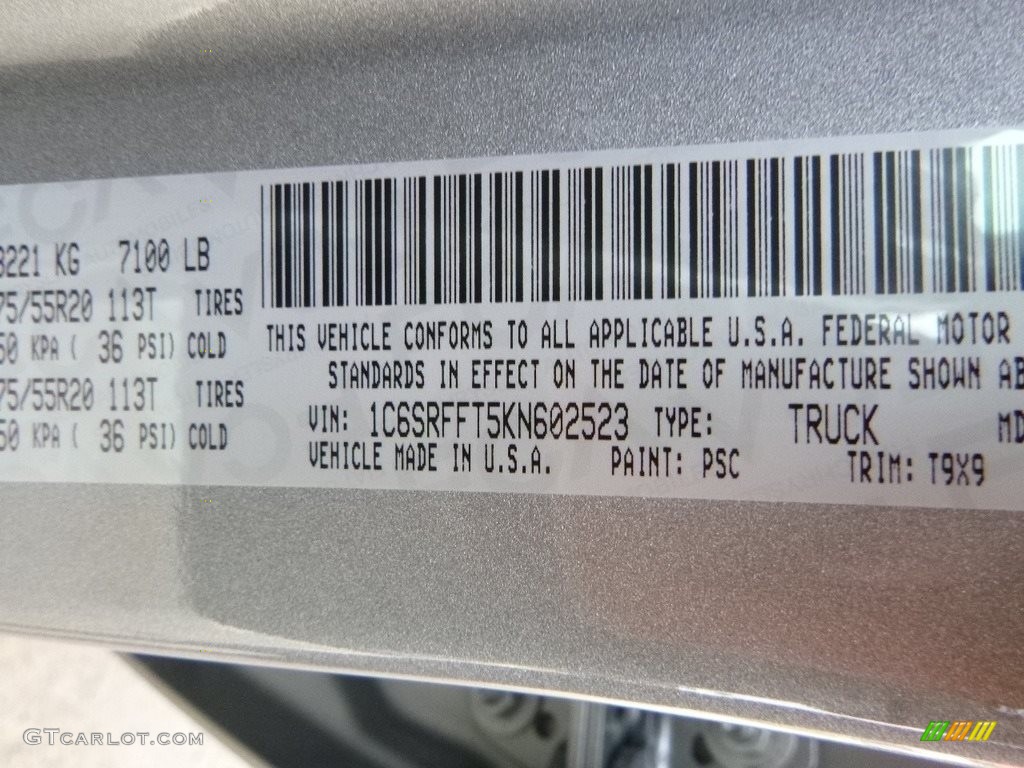 3221 KG 7100 LB
75/55R20 113T TIRES
50 KPA ( 36 PSI) COLD
75/55R20 113T TIRES
50 KPA ( 36 PSI) COLD
THIS VEHICLE CONFORMS TO ALL APPLICABLE U.S.A. FEDERAL MOTOR
STANDARDS IN EFFECT ON THE DATE OF MANUFACTURE SHOWN AB
VIN: 1C6SRFFT5KN602523 TYPE: TRUCK MD
VEHICLE MADE IN U.S.A. PAINT: PSC TRIM: T9X9
GTcarlot.com